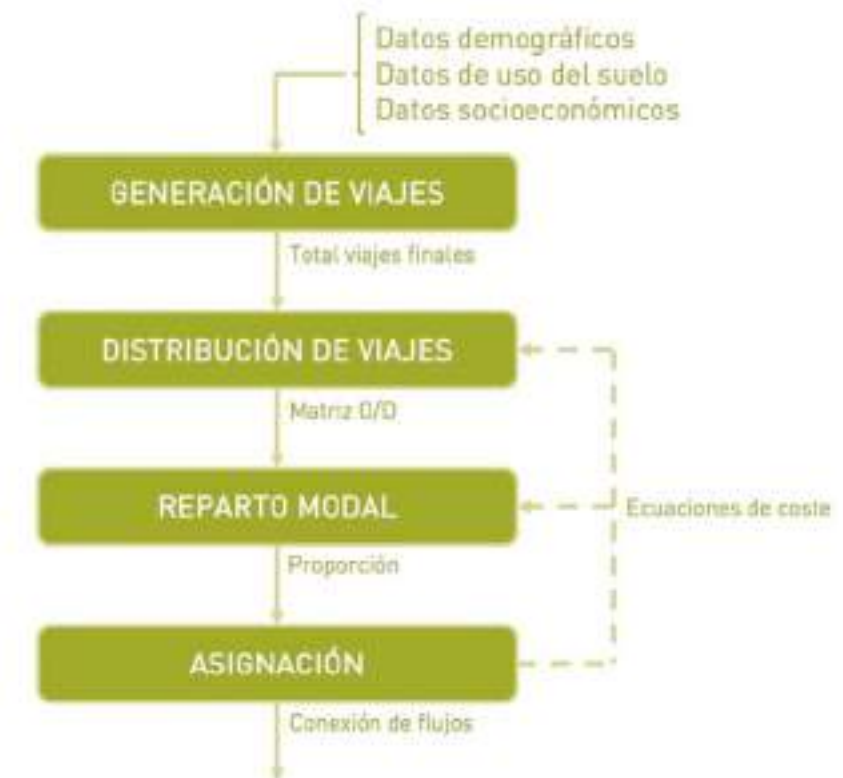 Datos demográficos
Datos de uso del suelo
Datos socioeconómicos
GENERACIÓN DE VIAJES
Total viajes finales
DISTRIBUCIÓN DE VIAJES
Matriz O/D
REPARTO MODAL
Ecuaciones de coste
Proporción
ASIGNACIÓN
Conexión de flujos